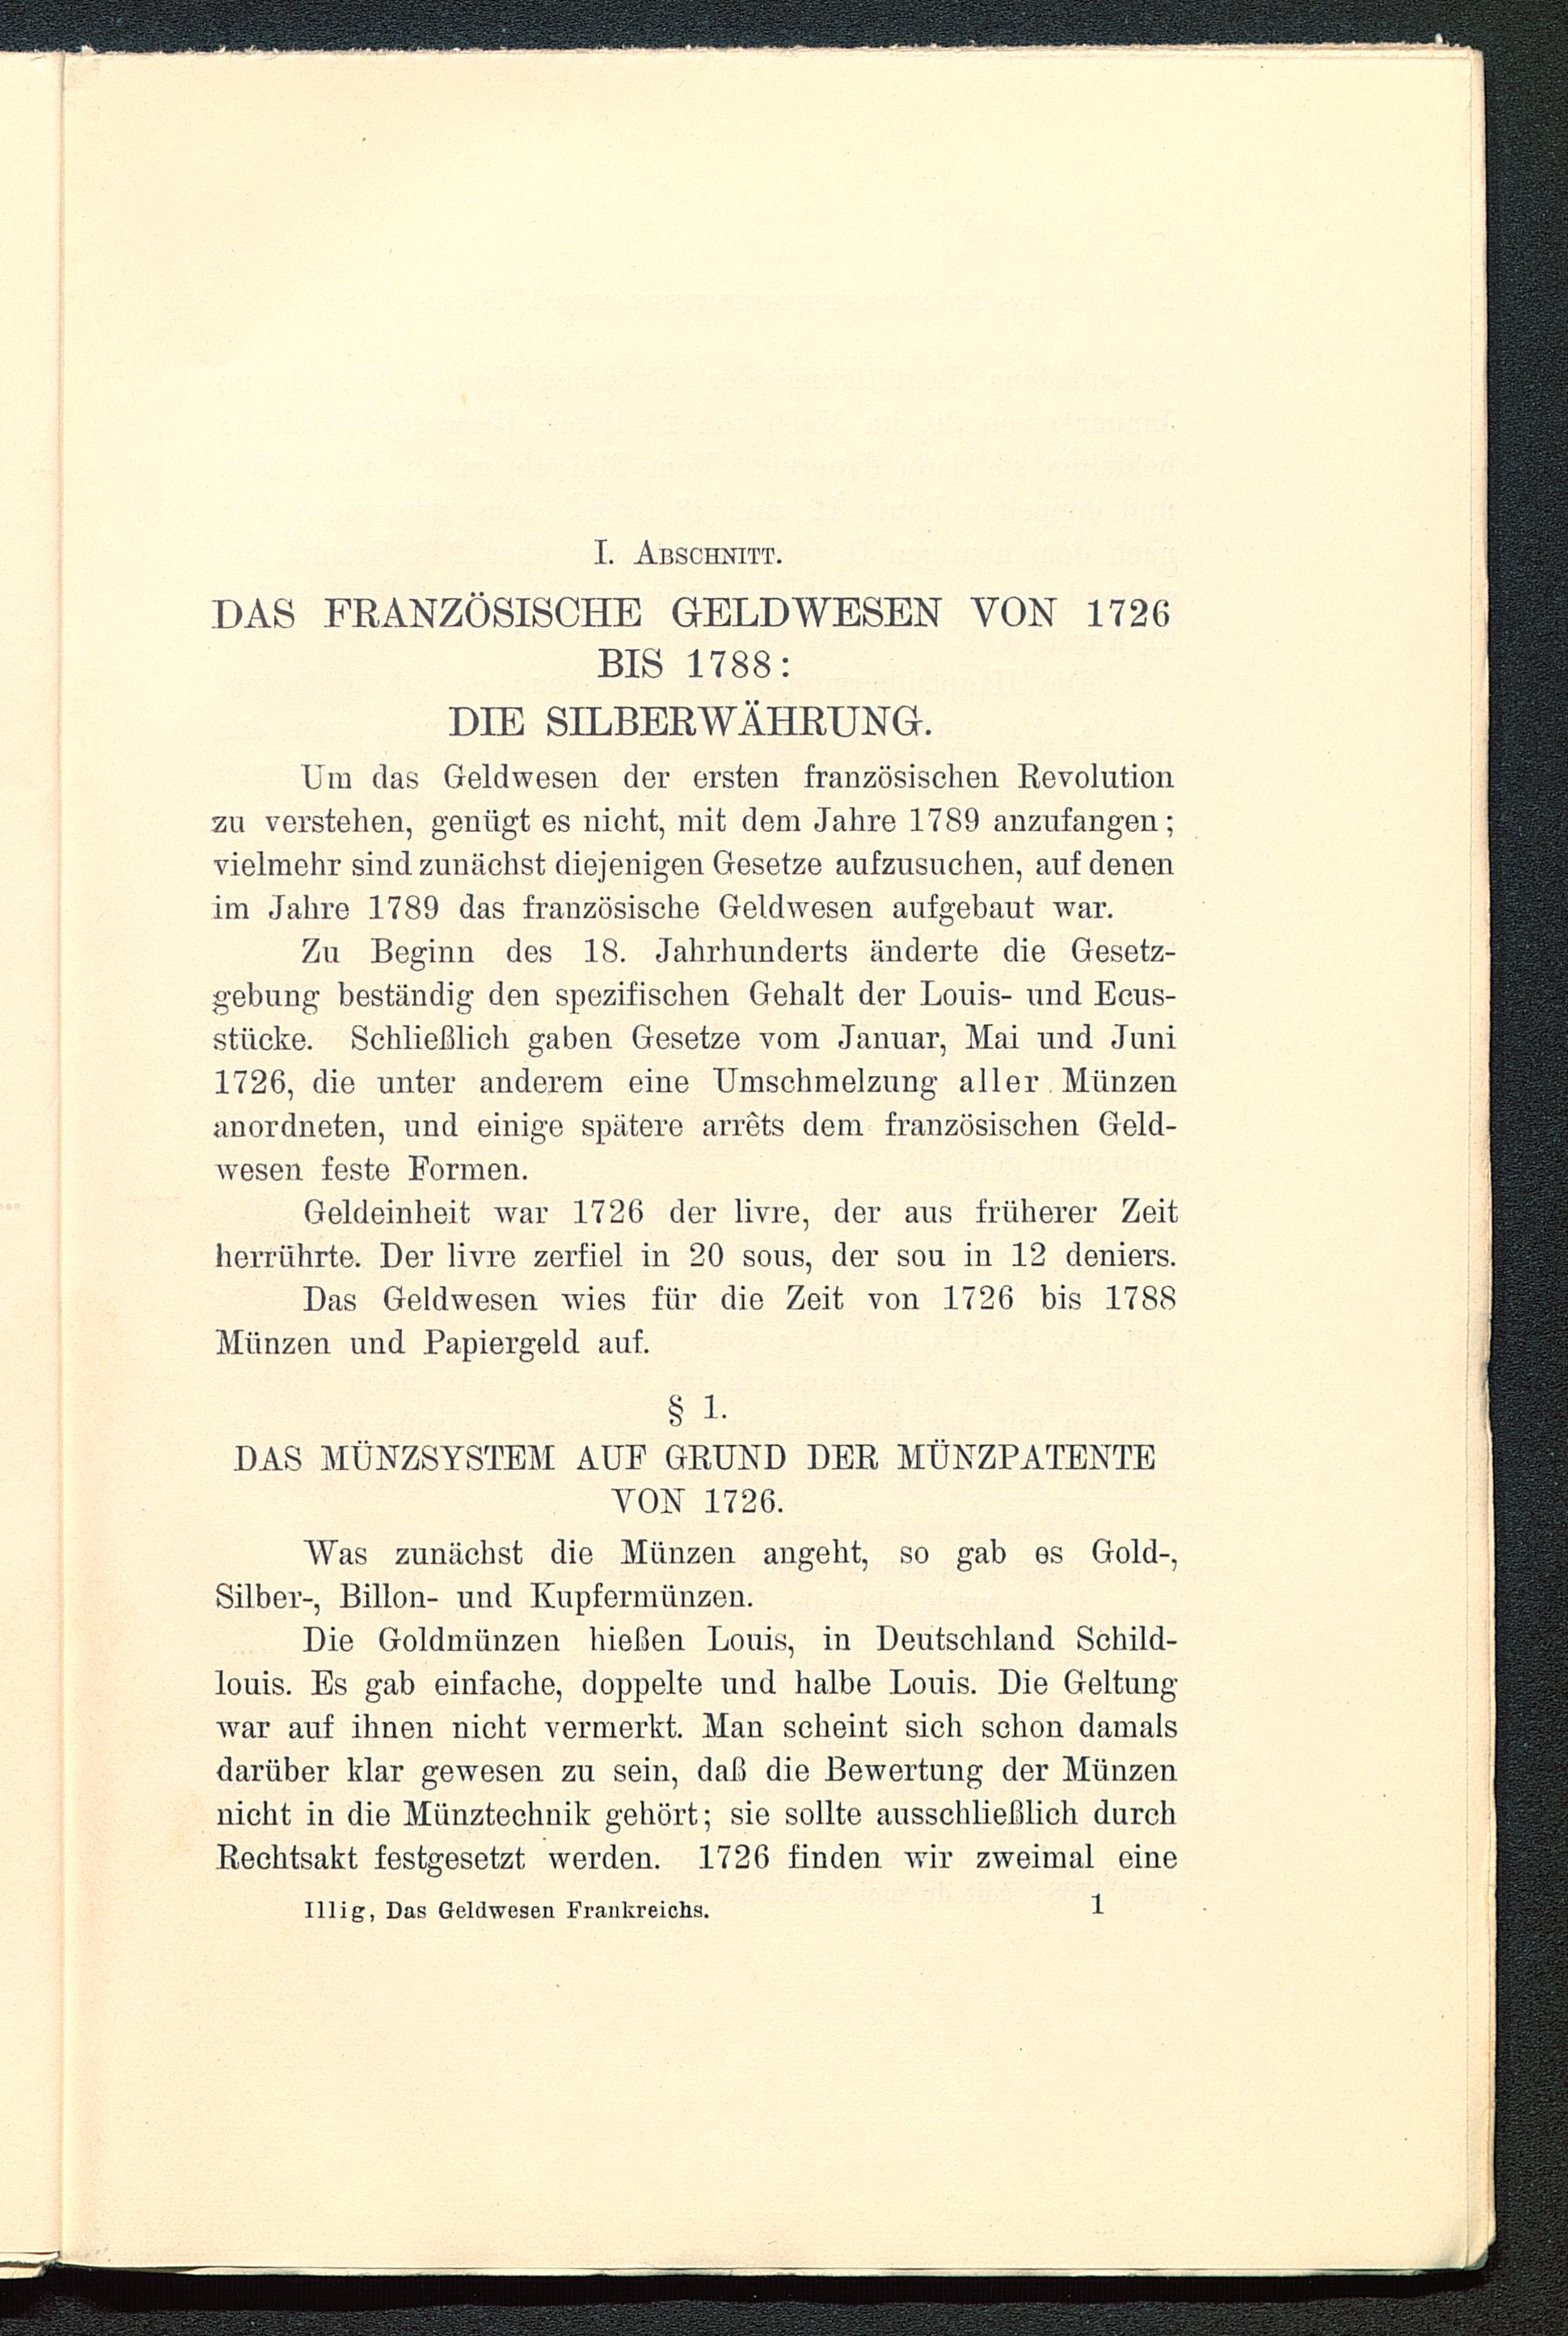 I. ABSCHNITT.
DAS FRANZÖSISCHE GELDWESEN VON 1726
BIS 1788:
DIE SILBERWÄHRUNG.
Um das Geldwesen der ersten französischen Revolution
zu verstehen, genügt es nicht, mit dem Jahre 1789 anzufangen;
vielmehr sind zunächst diejenigen Gesetze aufzusuchen, auf denen
im Jahre 1789 das französische Geldwesen aufgebaut war.
Zu Beginn des 18. Jahrhunderts änderte die Gesetz-
gebung beständig den spezifischen Gehalt der Louis- und Ecus-
stücke. Schließlich gaben Gesetze vom Januar, Mai und Juni
1726, die unter anderem eine Umschmelzung aller Münzen
anordneten, und einige spätere arrêts dem französischen Geld-
wesen feste Formen.
Geldeinheit war 1726 der livre, der aus früherer Zeit
herrührte. Der livre zerfiel in 20 sous, der sou in 12 deniers.
Das Geldwesen wies für die Zeit von 1726 bis 1788
Münzen und Papiergeld auf.
§ 1.
DAS MÜNZSYSTEM AUF GRUND DER MÜNZPATENTE
VON 1726.
Was zunächst die Münzen angeht, so gab es Gold-,
Silber-, Billon- und Kupfermünzen.
Die Goldmünzen hießen Louis, in Deutschland Schild-
louis. Es gab einfache, doppelte und halbe Louis. Die Geltung
war auf ihnen nicht vermerkt. Man scheint sich schon damals
darüber klar gewesen zu sein, daß die Bewertung der Münzen
nicht in die Münztechnik gehört; sie sollte ausschließlich durch
Rechtsakt festgesetzt werden. 1726 finden wir zweimal eine
Illig, Das Geldwesen Frankreichs. 1